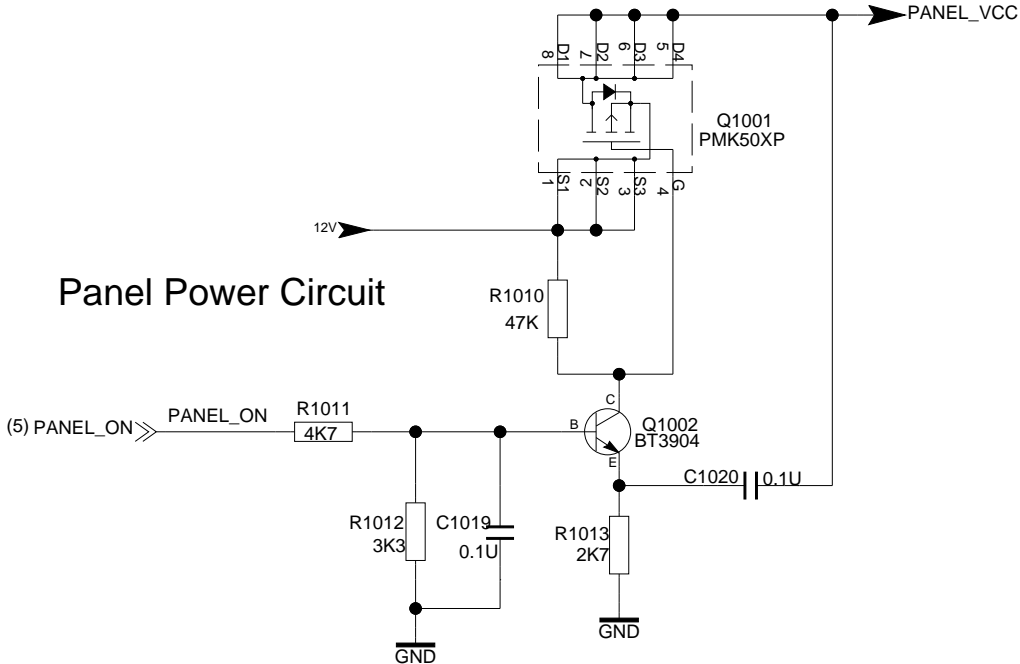 PANEL_VCC
8 D1 7 D2 6 D3 5 D4
Q1001
PMK50XP
1 S1 2 S2 3 S3 4 G
12V
Panel Power Circuit
R1010
47K
(5) PANEL_ON
PANEL_ON
R1011
4K7
B
C
E
Q1002
BT3904
C1020
0.1U
R1012
3K3
C1019
0.1U
R1013
2K7
GND
GND